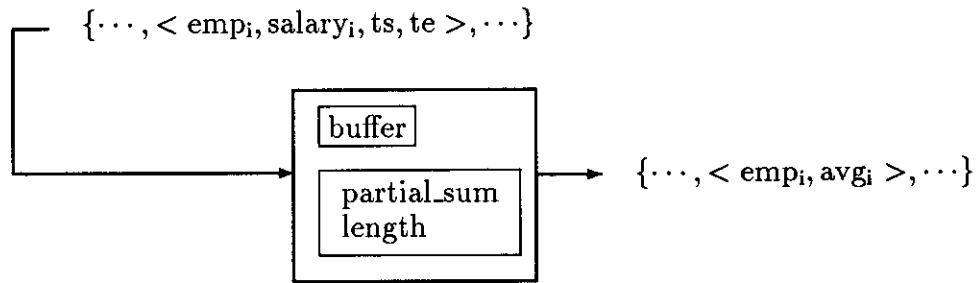 {⋯, < emp_i, salary_i, ts, te >, ⋯}
buffer
partial_sum
length
{⋯, < emp_i, avg_i >, ⋯}